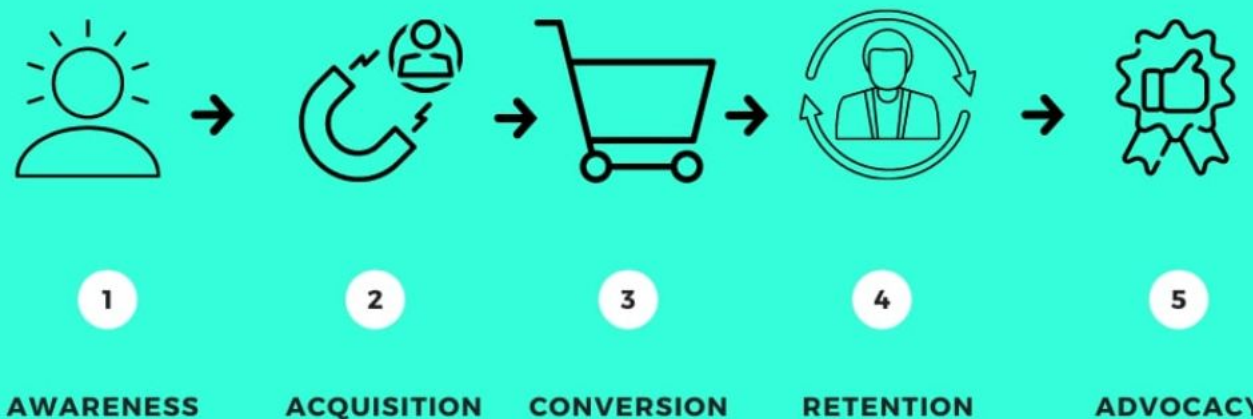 1
2
3
4
5
AWARENESS
ACQUISITION
CONVERSION
RETENTION
ADVOCACY